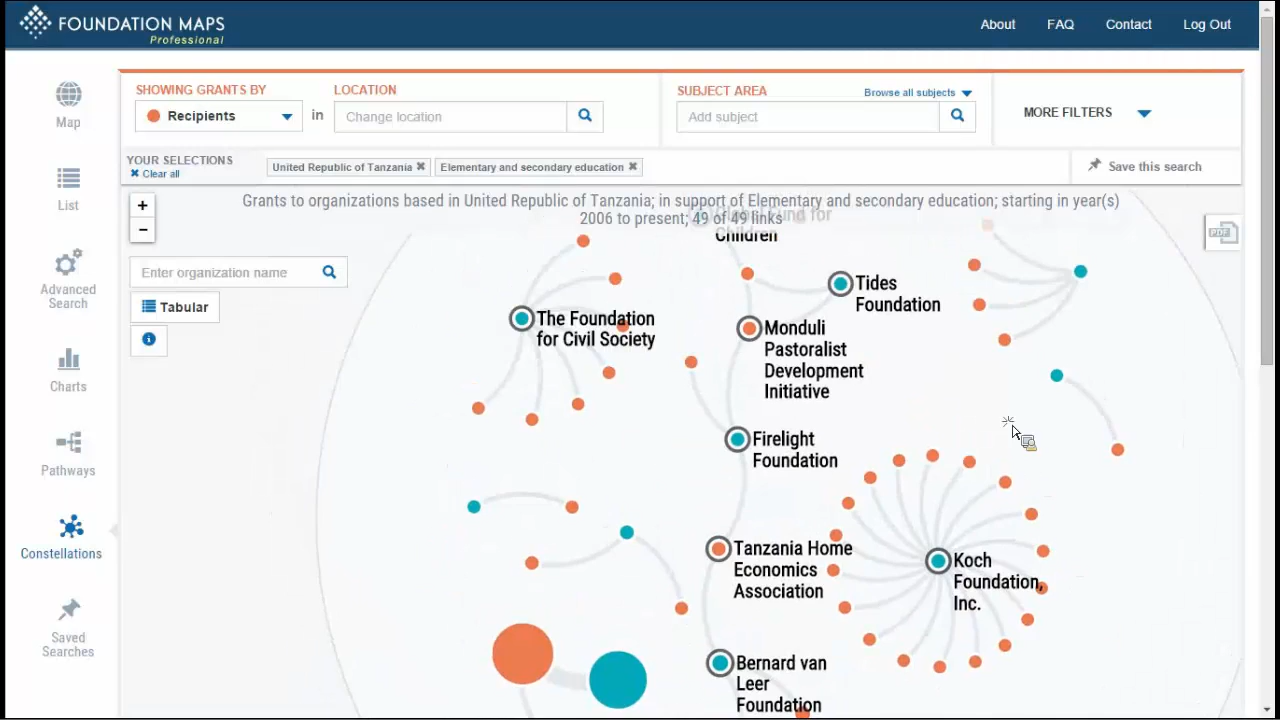 FOUNDATION MAPS
Professional
About
FAQ
Contact
Log Out
Map
List
Advanced
Search
Charts
Pathways
Constellations
Saved
Searches
SHOWING GRANTS BY
Recipients
in
LOCATION
Change location
SUBJECT AREA
Browse all subjects
Add subject
MORE FILTERS
YOUR SELECTIONS
Clear all
United Republic of Tanzania
Elementary and secondary education
Save this search
+
−
Grants to organizations based in United Republic of Tanzania; in support of Elementary and secondary education; starting in year(s)
2006 to present; 49 of 49 links
PDF
Enter organization name
Tabular
Global Fund for
Children
Tides
Foundation
The Foundation
for Civil Society
Monduli
Pastoralist
Development
Initiative
Firelight
Foundation
Tanzania Home
Economics
Association
Koch
Foundation,
Inc.
Bernard van
Leer
Foundation